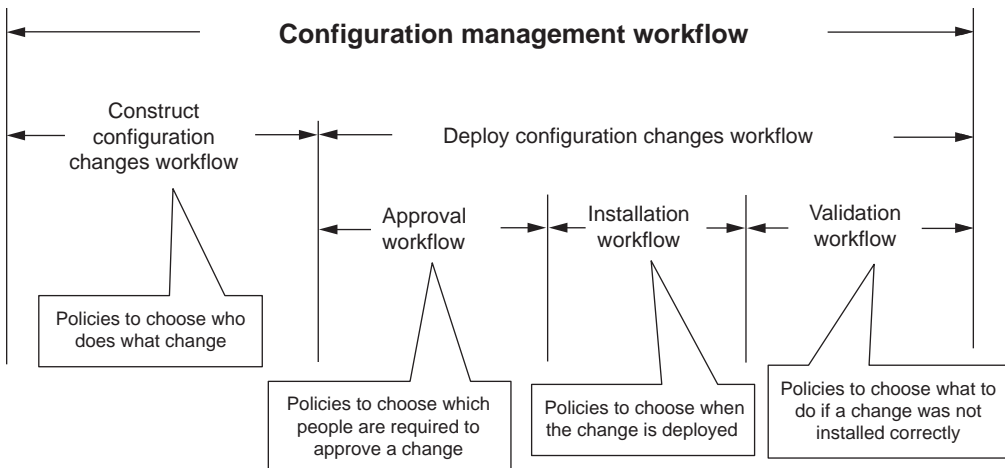 Configuration management workflow
Construct
configuration
changes workflow
Deploy configuration changes workflow
Approval
workflow
Installation
workflow
Validation
workflow
Policies to choose who
does what change
Policies to choose which
people are required to
approve a change
Policies to choose when
the change is deployed
Policies to choose what to
do if a change was not
installed correctly